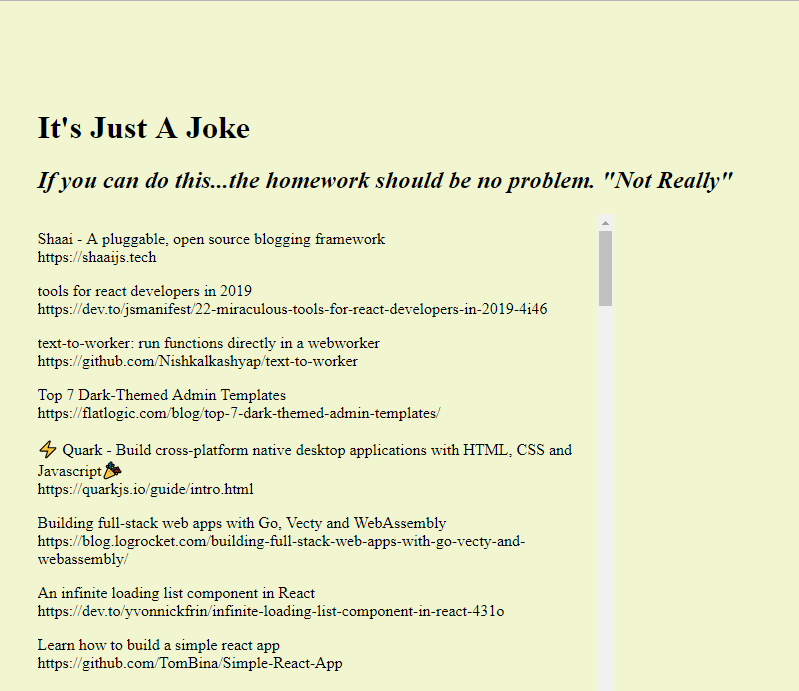 It's Just A Joke
If you can do this...the homework should be no problem. "Not Really"
Shaai - A pluggable, open source blogging framework
https://shaaijs.tech
tools for react developers in 2019
https://dev.to/jsmanifest/22-miraculous-tools-for-react-developers-in-2019-4i46
text-to-worker: run functions directly in a webworker
https://github.com/Nishkalkashyap/text-to-worker
Top 7 Dark-Themed Admin Templates
https://flatlogic.com/blog/top-7-dark-themed-admin-templates/
⚡ Quark - Build cross-platform native desktop applications with HTML, CSS and
Javascript🎉
https://quarkjs.io/guide/intro.html
Building full-stack web apps with Go, Vecty and WebAssembly
https://blog.logrocket.com/building-full-stack-web-apps-with-go-vecty-and-
webassembly/
An infinite loading list component in React
https://dev.to/yvonnickfrin/infinite-loading-list-component-in-react-431o
Learn how to build a simple react app
https://github.com/TomBina/Simple-React-App